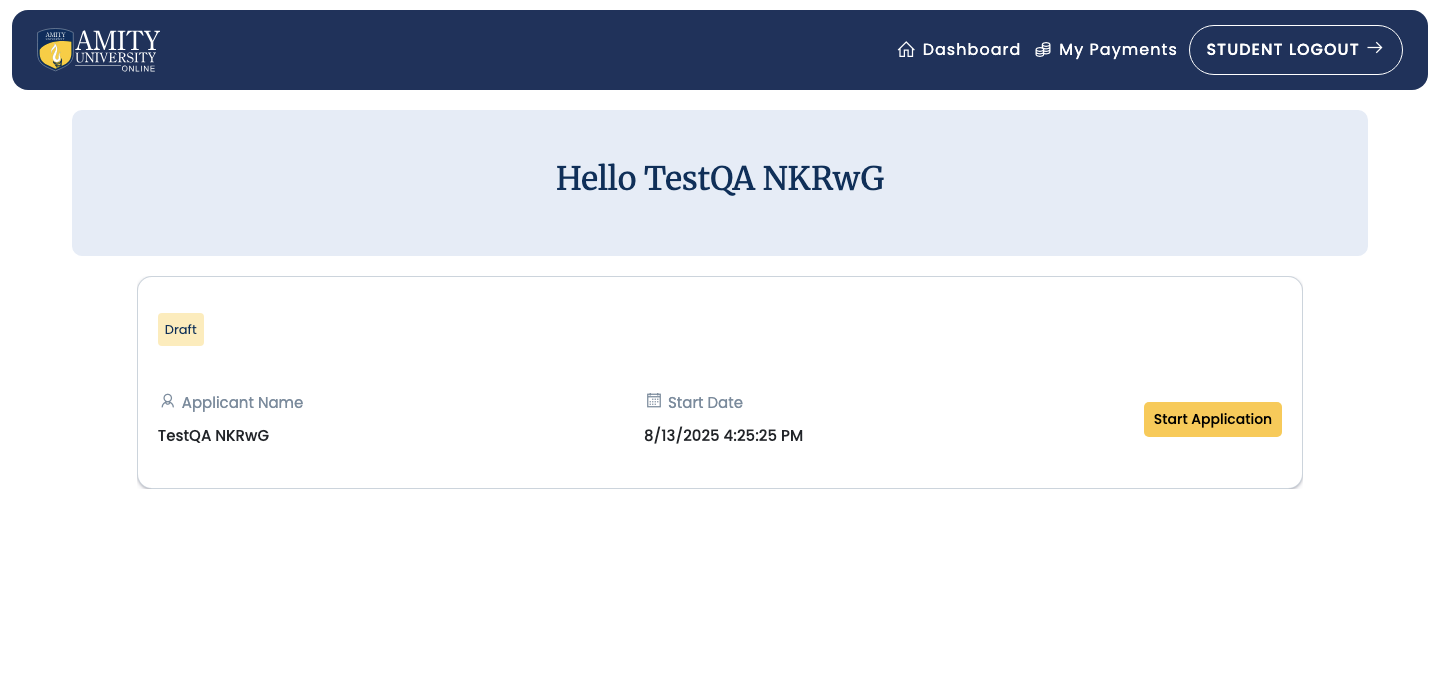 AMITY
UNIVERSITY
ONLINE
Dashboard
My Payments
STUDENT LOGOUT
Hello TestQA NKRwG
Draft
Applicant Name
TestQA NKRwG
Start Date
8/13/2025 4:25:25 PM
Start Application